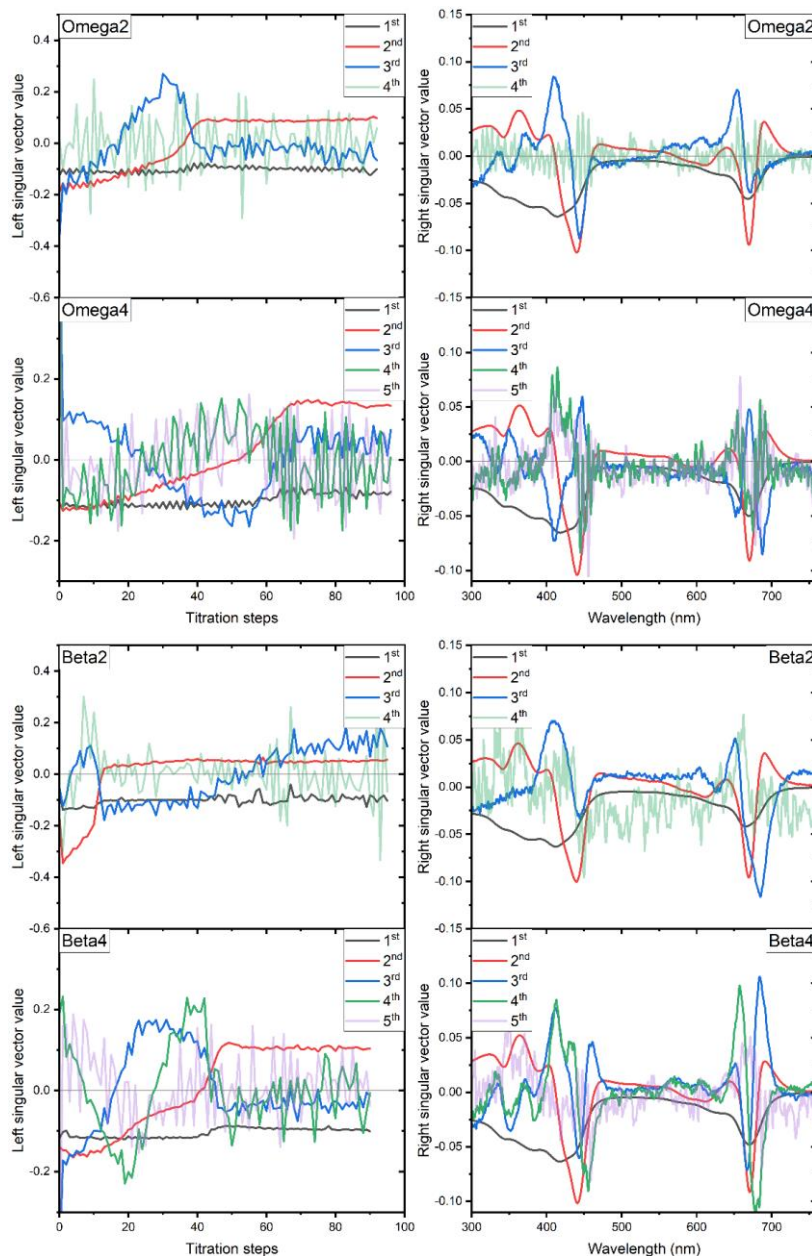 Omega2
1st
2nd
3rd
4th
0.4
0.2
0.0
-0.2
-0.4
-0.6
Left singular vector value
Omega2
1st
2nd
3rd
4th
0.15
0.10
0.05
0.00
-0.05
-0.10
-0.15
Right singular vector value
Omega4
1st
2nd
3rd
4th
5th
0.2
0.0
-0.2
Left singular vector value
0
20
40
60
80
100
Titration steps
Omega4
1st
2nd
3rd
4th
5th
0.10
0.05
0.00
-0.05
-0.10
Right singular vector value
300
400
500
600
700
Wavelength (nm)
Beta2
1st
2nd
3rd
4th
0.4
0.2
0.0
-0.2
-0.4
-0.6
Left singular vector value
Beta2
1st
2nd
3rd
4th
0.15
0.10
0.05
0.00
-0.05
-0.10
-0.15
Right singular vector value
Beta4
1st
2nd
3rd
4th
5th
0.2
0.0
-0.2
Left singular vector value
0
20
40
60
80
100
Titration steps
Beta4
1st
2nd
3rd
4th
5th
0.10
0.05
0.00
-0.05
-0.10
Right singular vector value
300
400
500
600
700
Wavelength (nm)